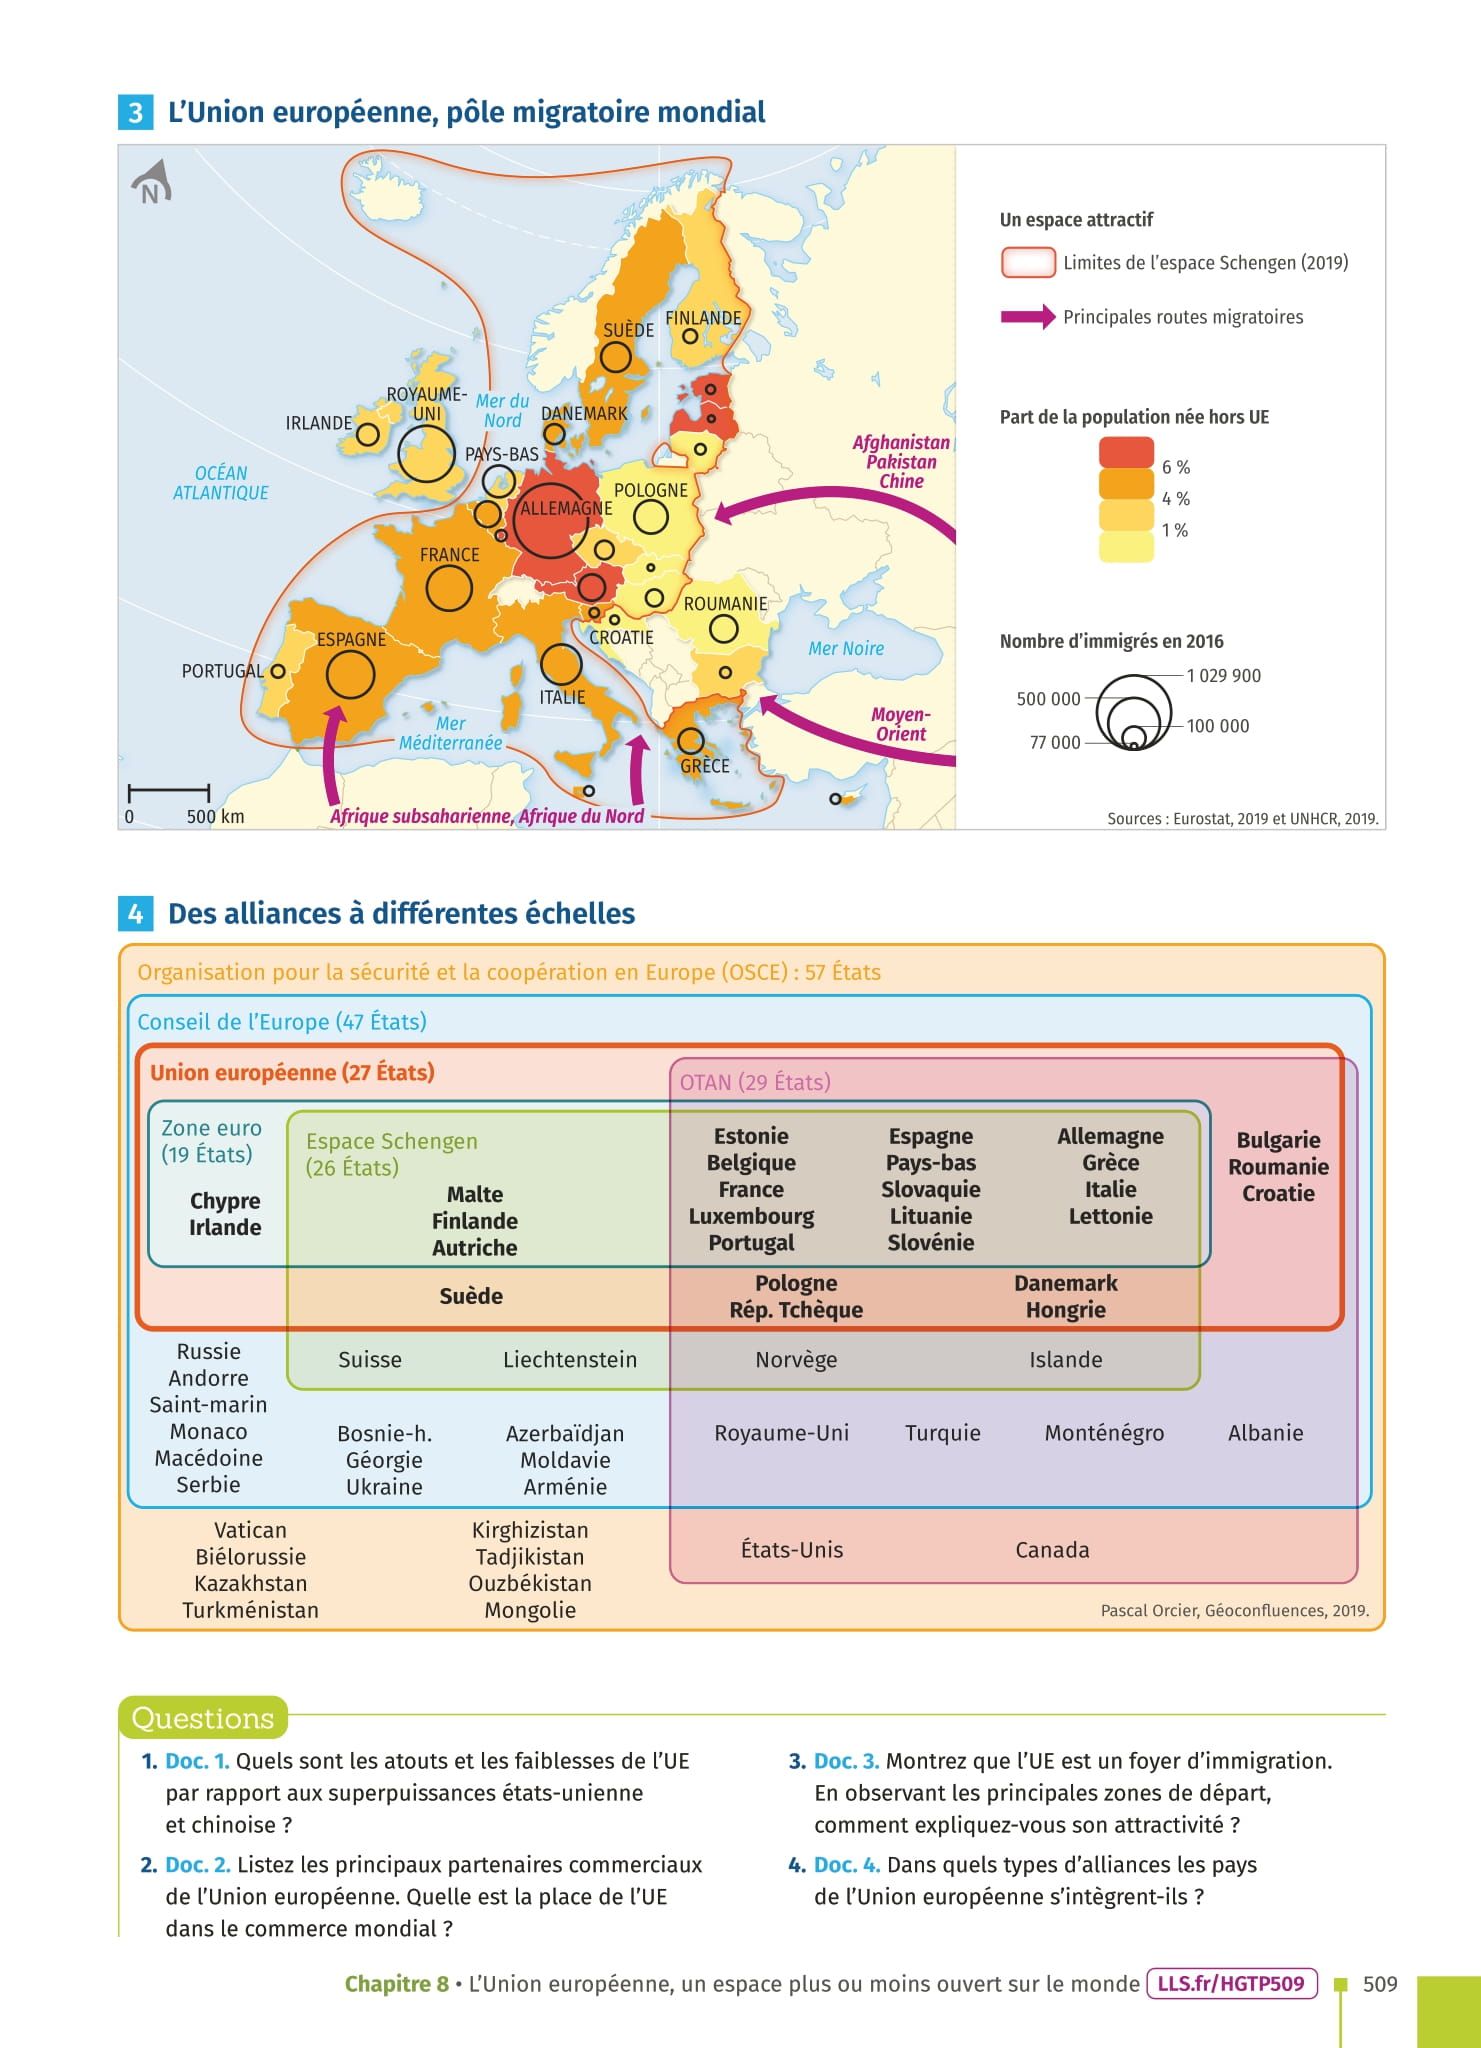 3 L'Union européenne, pôle migratoire mondial
N
SUÈDE
FINLANDE
ROYAUME-
UNI
IRLANDE
Mer du
Nord
DANEMARK
PAYS-BAS
OCÉAN
ATLANTIQUE
ALLEMAGNE
POLOGNE
Afghanistan
Pakistan
Chine
FRANCE
ROUMANIE
CROATIE
ESPAGNE
PORTUGAL
ITALIE
Mer Noire
Mer
Méditerranée
Moyen-
Orient
GRÈCE
0 500 km
Afrique subsaharienne, Afrique du Nord
Un espace attractif
Limites de l'espace Schengen (2019)
Principales routes migratoires
Part de la population née hors UE
6 %
4 %
1 %
Nombre d'immigrés en 2016
1 029 900
500 000
100 000
77 000
Sources : Eurostat, 2019 et UNHCR, 2019.
4 Des alliances à différentes échelles
Organisation pour la sécurité et la coopération en Europe (OSCE) : 57 États
Conseil de l'Europe (47 États)
Union européenne (27 États)
OTAN (29 États)
Zone euro
(19 États)
Chypre
Irlande
Espace Schengen
(26 États)
Malte
Finlande
Autriche
Estonie
Belgique
France
Luxembourg
Portugal
Espagne
Pays-bas
Slovaquie
Lituanie
Slovénie
Allemagne
Grèce
Italie
Lettonie
Bulgarie
Roumanie
Croatie
Suède
Pologne
Rép. Tchèque
Danemark
Hongrie
Russie
Andorre
Saint-marin
Monaco
Macédoine
Serbie
Suisse
Liechtenstein
Norvège
Islande
Bosnie-h.
Géorgie
Ukraine
Azerbaïdjan
Moldavie
Arménie
Royaume-Uni
Turquie
Monténégro
Albanie
Vatican
Biélorussie
Kazakhstan
Turkménistan
Kirghizistan
Tadjikistan
Ouzbékistan
Mongolie
États-Unis
Canada
Pascal Orcier, Géoconfluences, 2019.
Questions
1. Doc. 1. Quels sont les atouts et les faiblesses de l'UE
par rapport aux superpuissances états-unienne
et chinoise ?
2. Doc. 2. Listez les principaux partenaires commerciaux
de l'Union européenne. Quelle est la place de l'UE
dans le commerce mondial ?
3. Doc. 3. Montrez que l'UE est un foyer d'immigration.
En observant les principales zones de départ,
comment expliquez-vous son attractivité ?
4. Doc. 4. Dans quels types d'alliances les pays
de l'Union européenne s'intègrent-ils ?
Chapitre 8 • L'Union européenne, un espace plus ou moins ouvert sur le monde LLS.fr/HGTP509 509